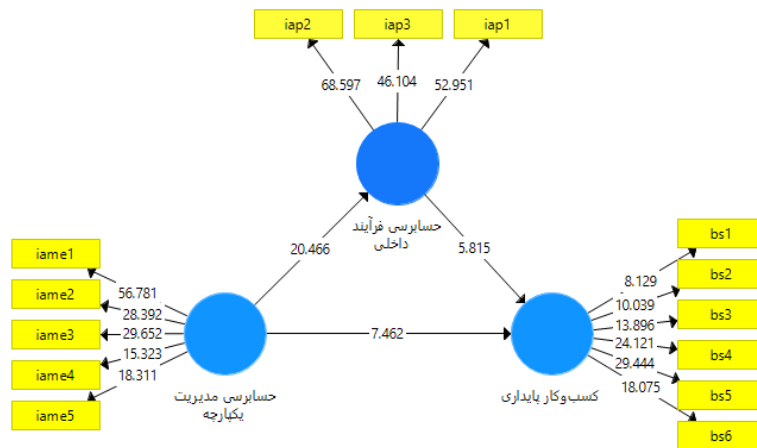 iap2
iap3
iap1
68.597
46.104
52.951
حسابرسی فرآیند
داخلی
20.466
5.815
iame1
iame2
iame3
iame4
iame5
56.781
28.392
29.652
15.323
18.311
حسابرسی مدیریت
یکپارچه
7.462
bs1
bs2
bs3
bs4
bs5
bs6
8.129
10.039
13.896
24.121
29.444
18.075
کسب‌وکار پایداری